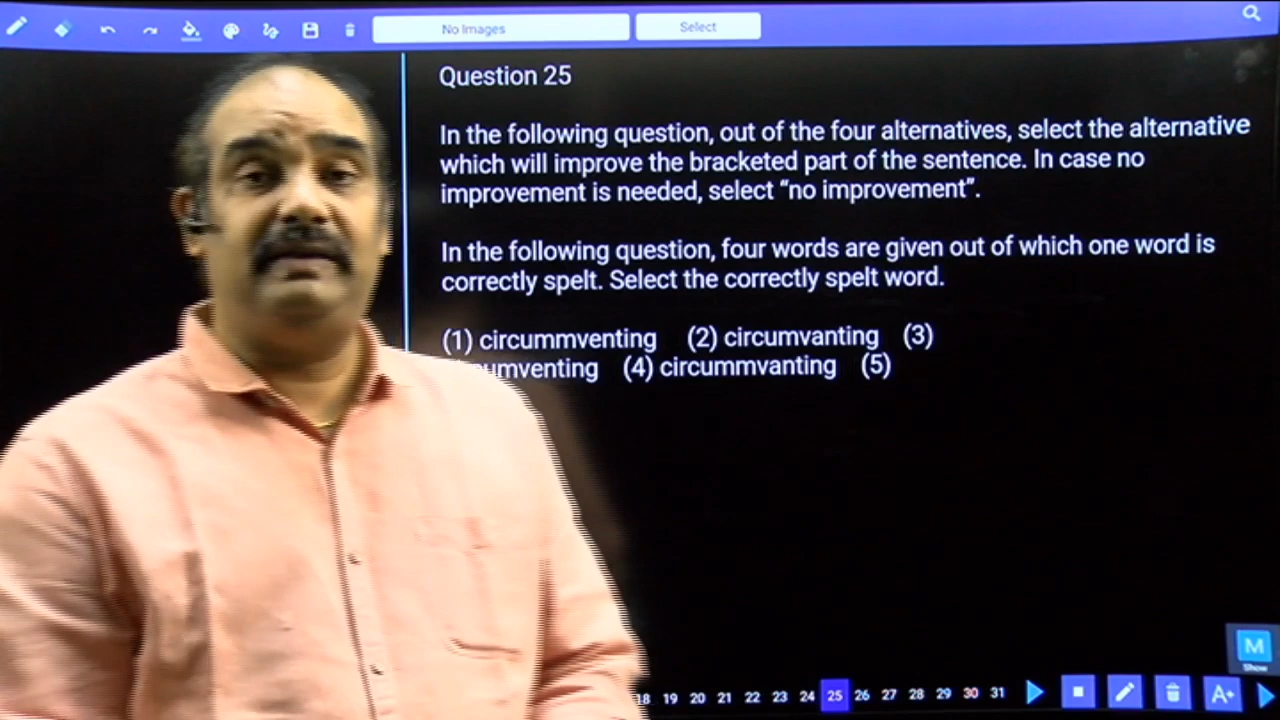 No Images
Select
Question 25
In the following question, out of the four alternatives, select the alternative
which will improve the bracketed part of the sentence. In case no
improvement is needed, select “no improvement”.
In the following question, four words are given out of which one word is
correctly spelt. Select the correctly spelt word.
(1) circummventing (2) circumvanting (3)
(4) circummvanting (5)
M
Show
18 19 20 21 22 23 24 25 26 27 28 29 30 31
A+